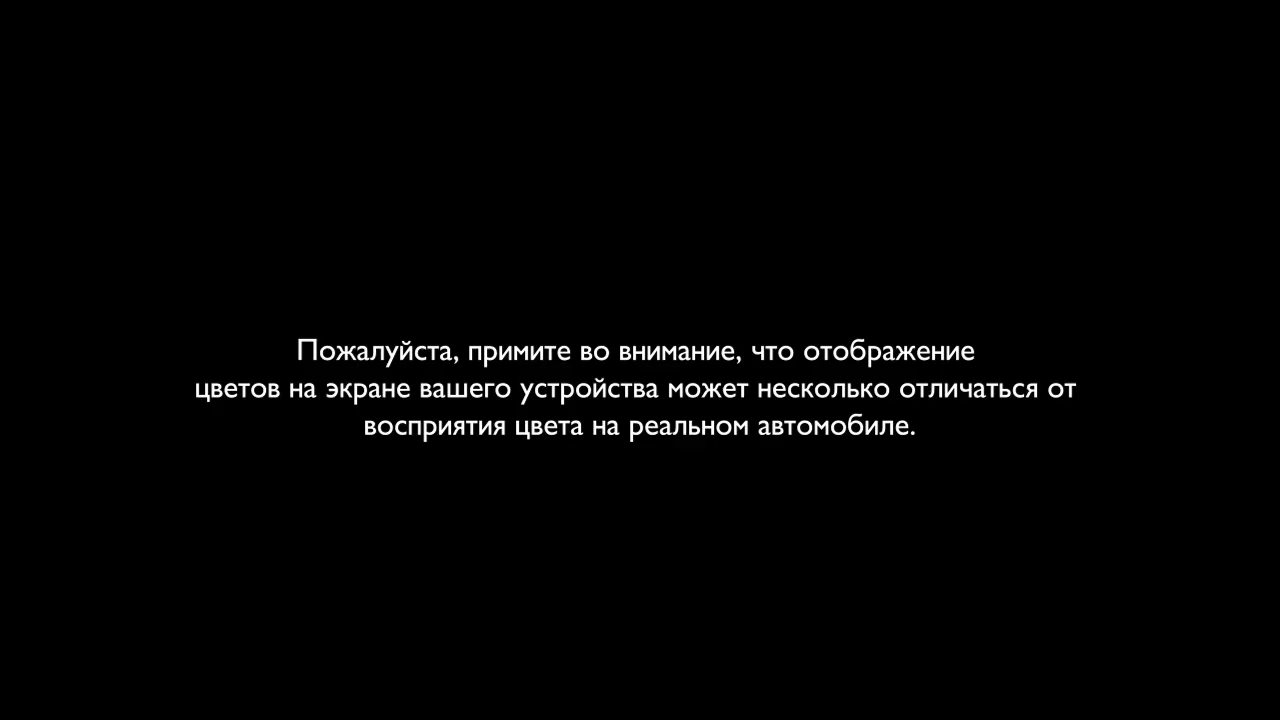 Пожалуйста, примите во внимание, что отображение
цветов на экране вашего устройства может несколько отличаться от
восприятия цвета на реальном автомобиле.